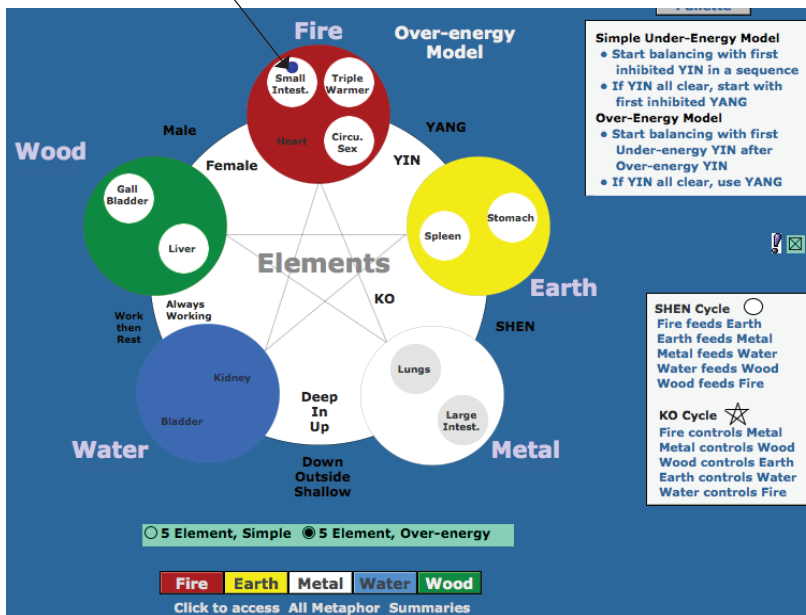 Fire
Over-energy
Model
Small
Intest.
Triple
Warmer
Heart
Circu.
Sex
Male
Female
YANG
YIN
Wood
Gall
Bladder
Liver
Spleen
Stomach
Elements
Earth
KO
SHEN
Work
then
Rest
Always
Working
Kidney
Bladder
Water
Deep
In
Up
Down
Outside
Shallow
Lungs
Large
Intest.
Metal
Simple Under-Energy Model
• Start balancing with first
inhibited YIN in a sequence
• If YIN all clear, start with
first inhibited YANG
Over-Energy Model
• Start balancing with first
Under-energy YIN after
Over-energy YIN
• If YIN all clear, use YANG
SHEN Cycle
Fire feeds Earth
Earth feeds Metal
Metal feeds Water
Water feeds Wood
Wood feeds Fire
KO Cycle
Fire controls Metal
Metal controls Wood
Wood controls Earth
Earth controls Water
Water controls Fire
5 Element, Simple 5 Element, Over-energy
Fire Earth Metal Water Wood
Click to access All Metaphor Summaries